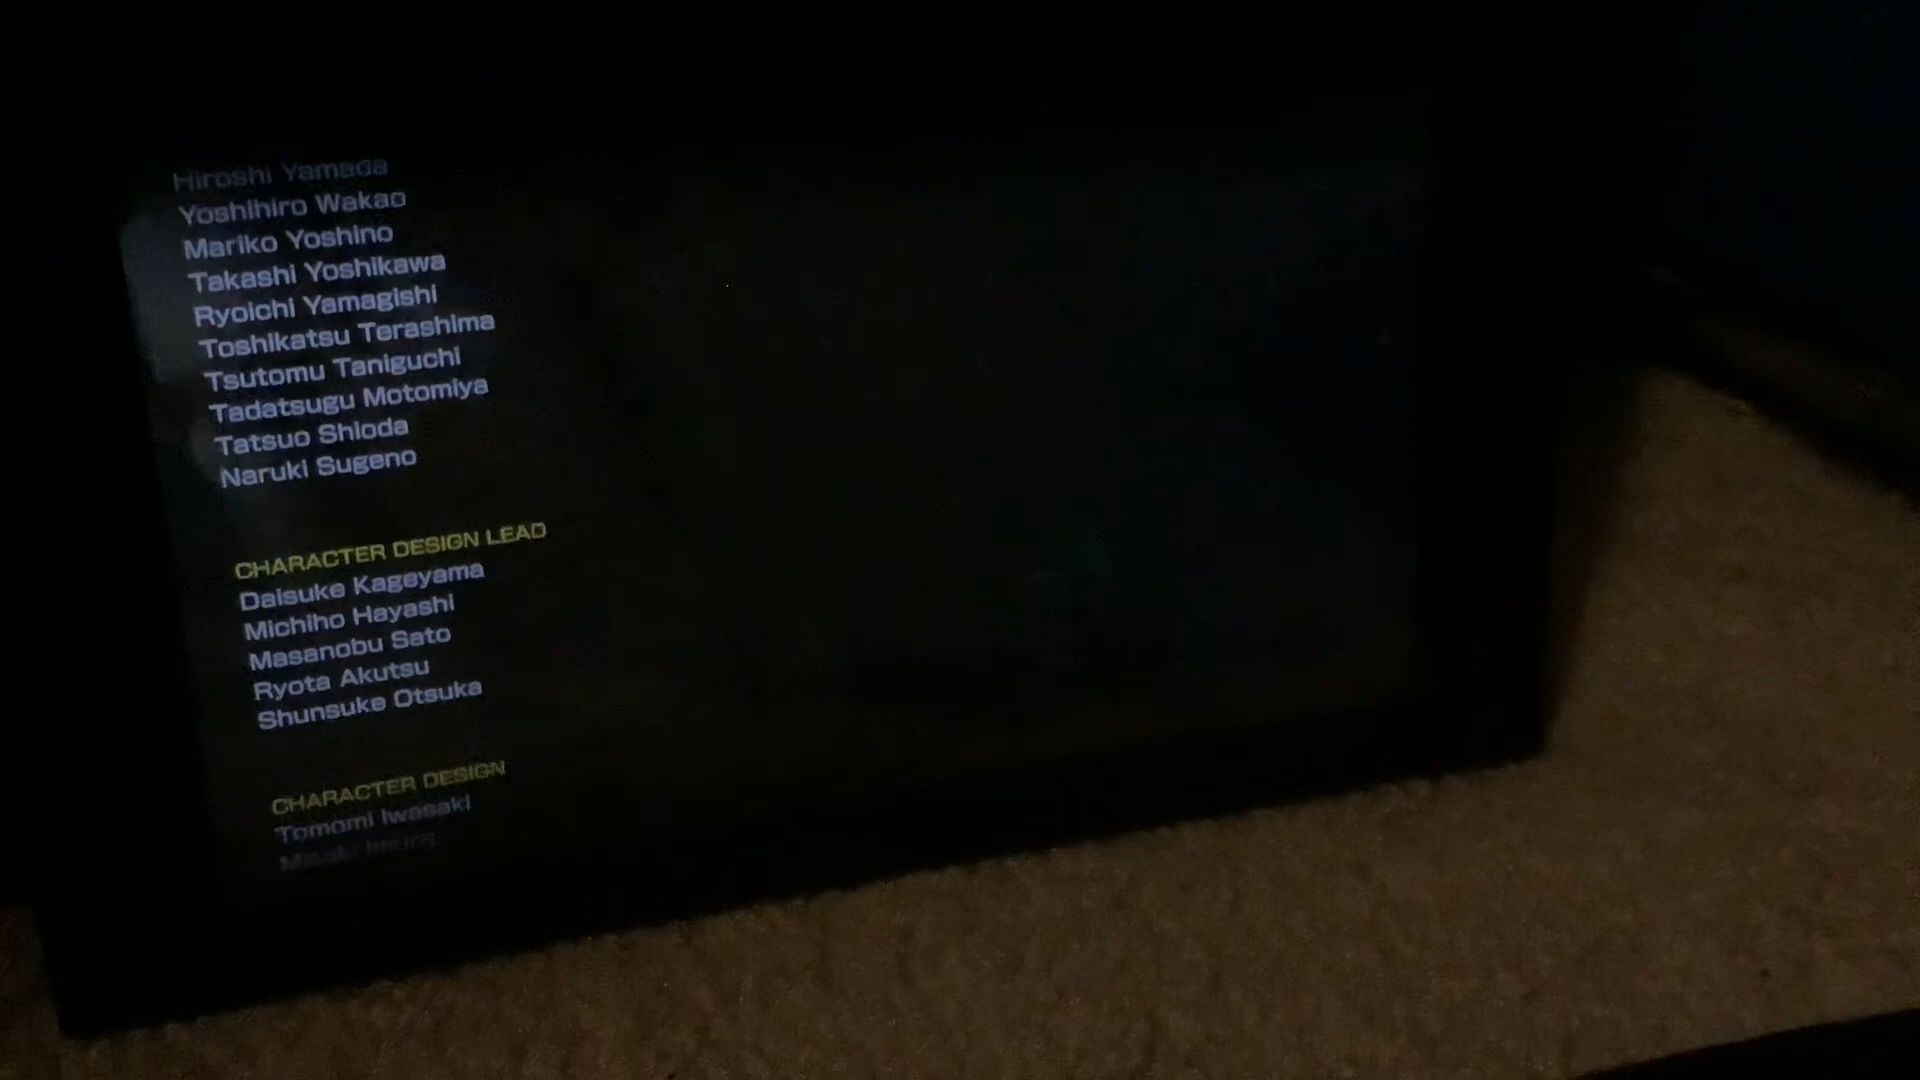 Hiroshi Yamada
Yoshihiro Wakao
Mariko Yoshino
Takashi Yoshikawa
Ryoichi Yamagishi
Toshikatsu Terashima
Tsutomu Taniguchi
Tadatsugu Motomiya
Tatsuo Shioda
Naruki Sugeno
CHARACTER DESIGN LEAD
Daisuke Kageyama
Michiho Hayashi
Masanobu Sato
Ryota Akutsu
Shunsuke Otsuka
CHARACTER DESIGN
Tomomi Iwasaki